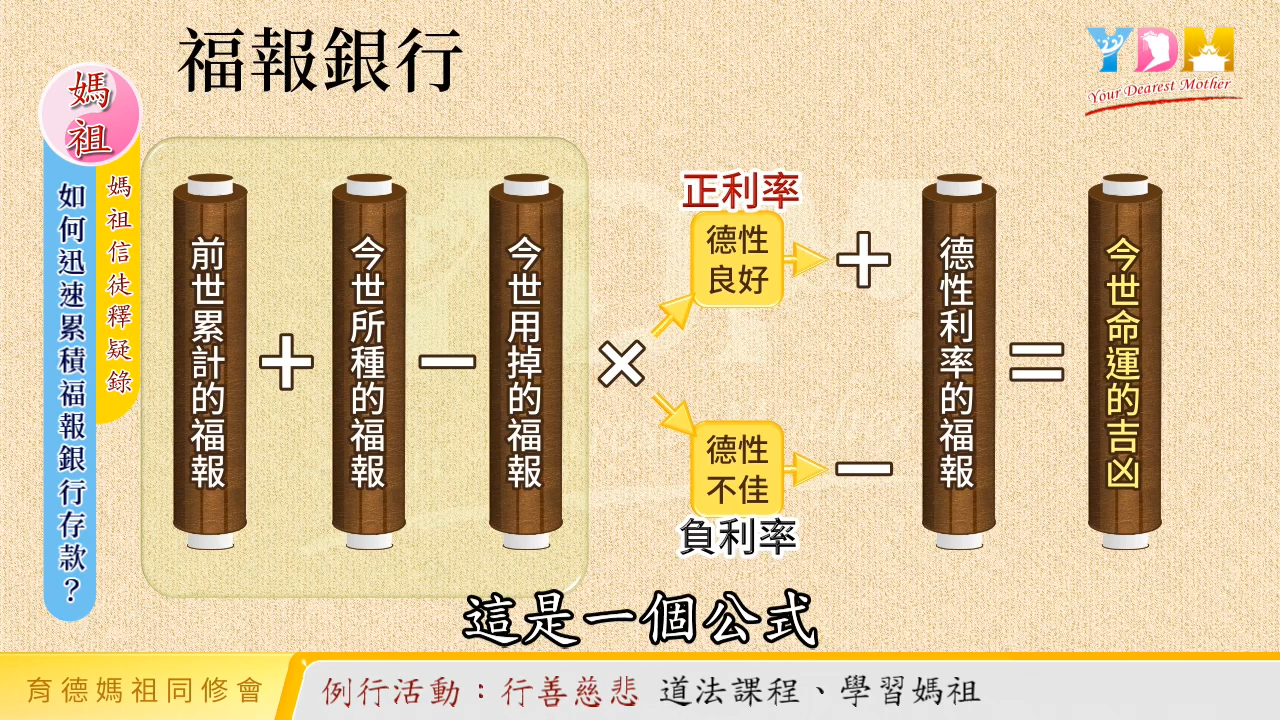 福報銀行
YDM
Your Dearest Mother
媽祖
媽祖信徒釋疑錄
如何迅速累積福報銀行存款？
前世累計的福報
+
今世所種的福報
−
今世用掉的福報
×
正利率
德性
良好
+
德性
不佳
負利率
−
德性利率的福報
=
今世命運的吉凶
這是一個公式
育德媽祖同修會
例行活動：行善慈悲 道法課程、學習媽祖